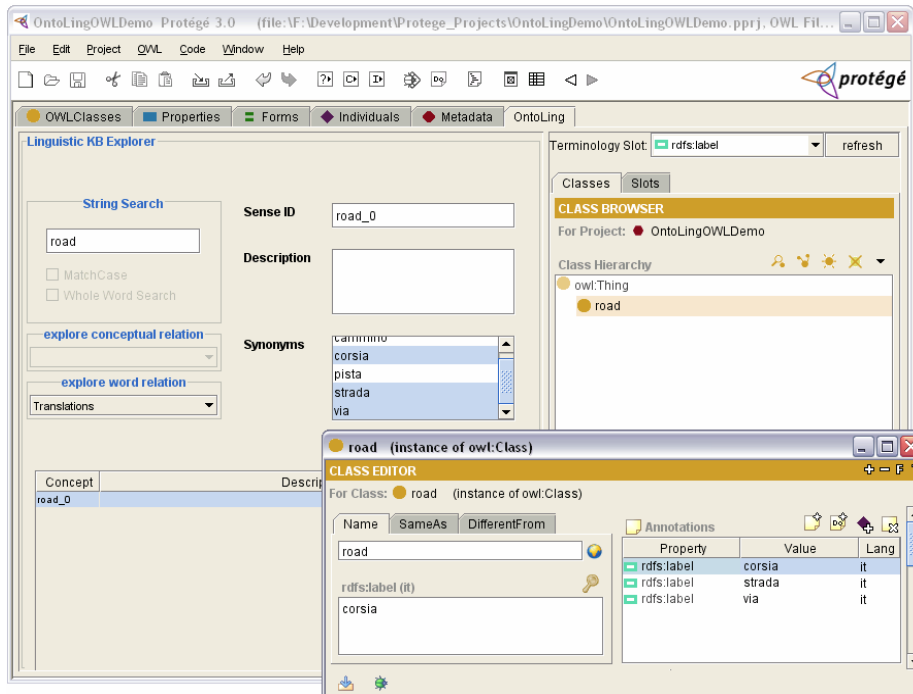 OntoLingOWLDemo Protégé 3.0 (file:\F:\Development\Protege_Projects\OntoLingDemo\OntoLingOWLDemo.pprj, OWL Fil...
File Edit Project OWL Code Window Help
protégé
OWLClasses Properties Forms Individuals Metadata OntoLing
Linguistic KB Explorer
Terminology Slot: rdfs:label refresh
String Search
road
MatchCase
Whole Word Search
explore conceptual relation
explore word relation
Translations
Sense ID road_0
Description
Synonyms
cammino
corsia
pista
strada
via
Classes Slots
CLASS BROWSER
For Project: OntoLingOWLDemo
Class Hierarchy
owl:Thing
road
Concept Descrip
road_0
road (instance of owl:Class)
CLASS EDITOR
For Class: road (instance of owl:Class)
Name SameAs DifferentFrom
road
rdfs:label (it)
corsia
Annotations
Property Value Lang
rdfs:label corsia it
rdfs:label strada it
rdfs:label via it